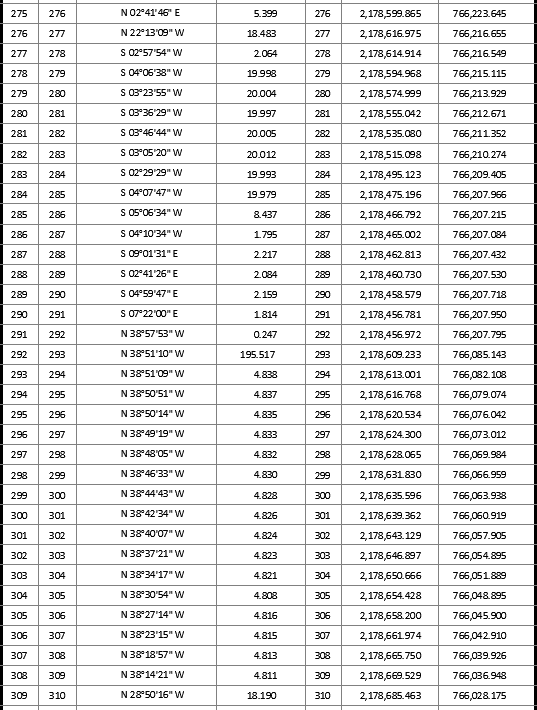 275 276 N 02°41'46" E 5.399 276 2,178,599.865 766,223.645
276 277 N 22°13'09" W 18.483 277 2,178,616.975 766,216.655
277 278 S 02°57'54" W 2.064 278 2,178,614.914 766,216.549
278 279 S 04°06'38" W 19.998 279 2,178,594.968 766,215.115
279 280 S 03°23'55" W 20.004 280 2,178,574.999 766,213.929
280 281 S 03°36'29" W 19.997 281 2,178,555.042 766,212.671
281 282 S 03°46'44" W 20.005 282 2,178,535.080 766,211.352
282 283 S 03°05'20" W 20.012 283 2,178,515.098 766,210.274
283 284 S 02°29'29" W 19.993 284 2,178,495.123 766,209.405
284 285 S 04°07'47" W 19.979 285 2,178,475.196 766,207.966
285 286 S 05°06'34" W 8.437 286 2,178,466.792 766,207.215
286 287 S 04°10'34" W 1.795 287 2,178,465.002 766,207.084
287 288 S 09°01'31" E 2.217 288 2,178,462.813 766,207.432
288 289 S 02°41'26" E 2.084 289 2,178,460.730 766,207.530
289 290 S 04°59'47" E 2.159 290 2,178,458.579 766,207.718
290 291 S 07°22'00" E 1.814 291 2,178,456.781 766,207.950
291 292 N 38°57'53" W 0.247 292 2,178,456.972 766,207.795
292 293 N 38°51'10" W 195.517 293 2,178,609.233 766,085.143
293 294 N 38°51'09" W 4.838 294 2,178,613.001 766,082.108
294 295 N 38°50'51" W 4.837 295 2,178,616.768 766,079.074
295 296 N 38°50'14" W 4.835 296 2,178,620.534 766,076.042
296 297 N 38°49'19" W 4.833 297 2,178,624.300 766,073.012
297 298 N 38°48'05" W 4.832 298 2,178,628.065 766,069.984
298 299 N 38°46'33" W 4.830 299 2,178,631.830 766,066.959
299 300 N 38°44'43" W 4.828 300 2,178,635.596 766,063.938
300 301 N 38°42'34" W 4.826 301 2,178,639.362 766,060.919
301 302 N 38°40'07" W 4.824 302 2,178,643.129 766,057.905
302 303 N 38°37'21" W 4.823 303 2,178,646.897 766,054.895
303 304 N 38°34'17" W 4.821 304 2,178,650.666 766,051.889
304 305 N 38°30'54" W 4.808 305 2,178,654.428 766,048.895
305 306 N 38°27'14" W 4.816 306 2,178,658.200 766,045.900
306 307 N 38°23'15" W 4.815 307 2,178,661.974 766,042.910
307 308 N 38°18'57" W 4.813 308 2,178,665.750 766,039.926
308 309 N 38°14'21" W 4.811 309 2,178,669.529 766,036.948
309 310 N 28°50'16" W 18.190 310 2,178,685.463 766,028.175